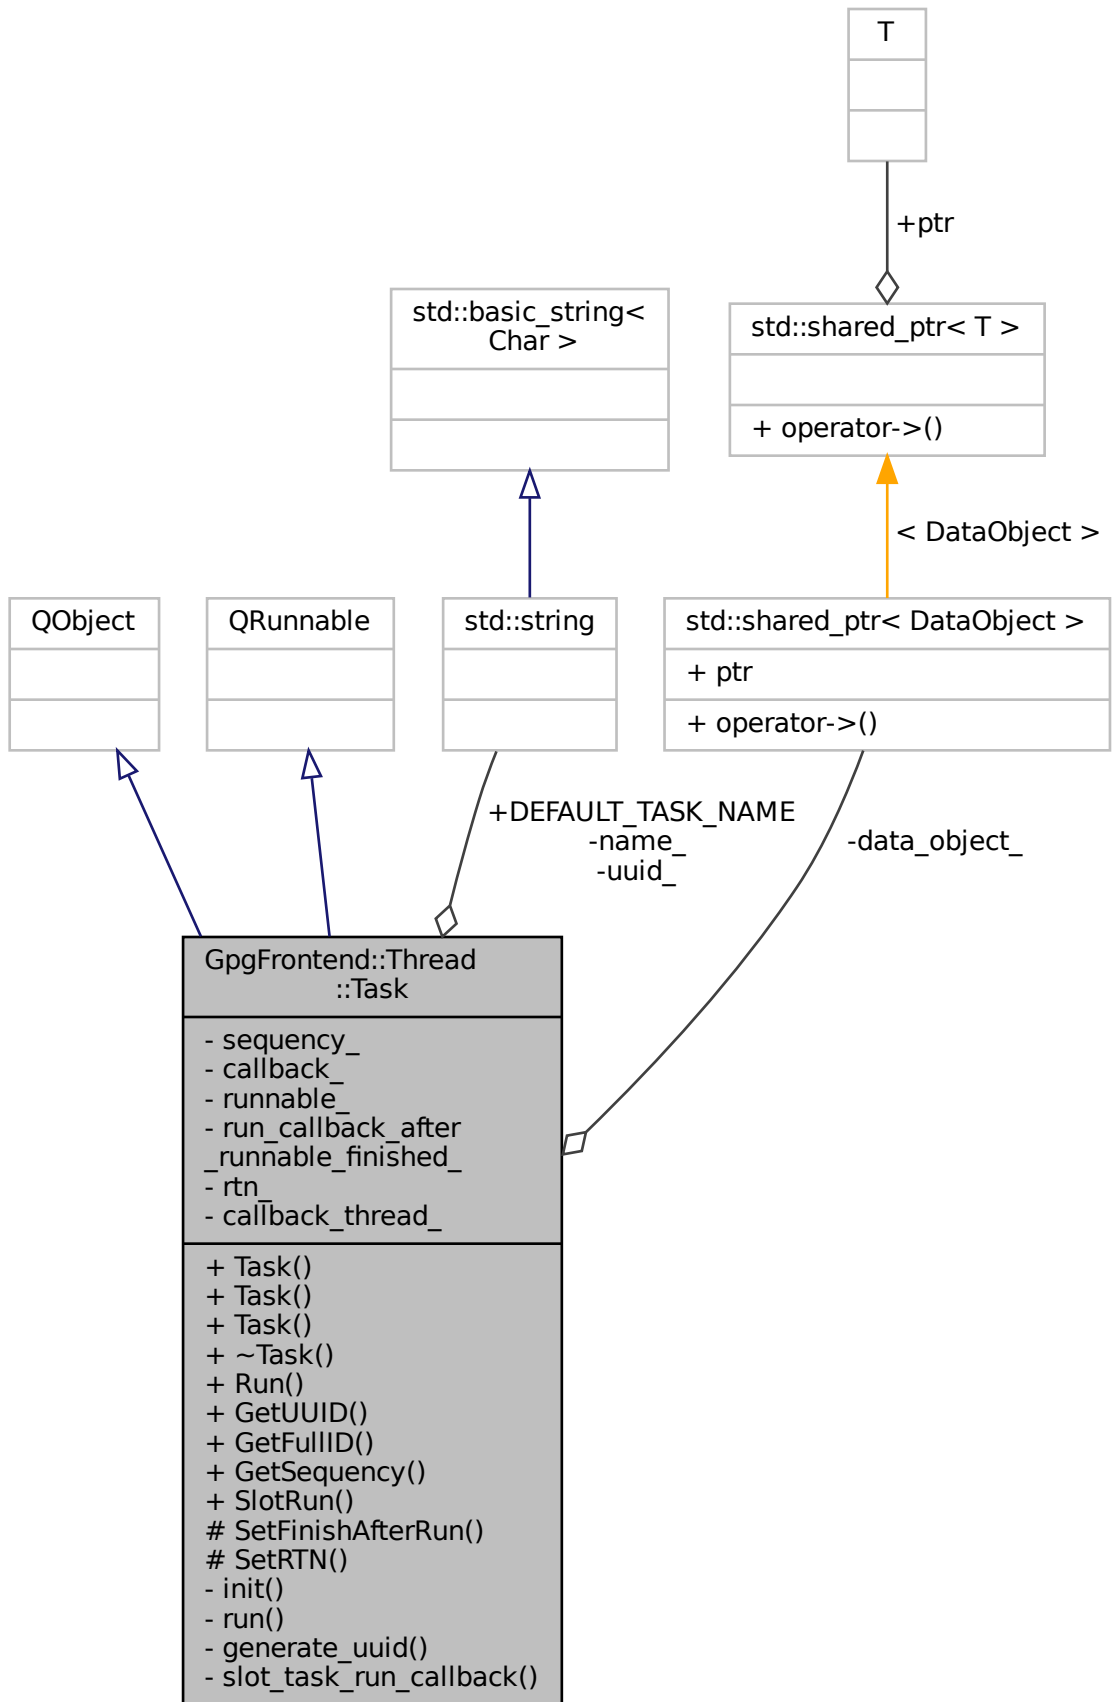 T
+ptr
std::basic_string<
Char >
std::shared_ptr< T >
+ operator->()
< DataObject >
QObject
QRunnable
std::string
std::shared_ptr< DataObject >
+ ptr
+ operator->()
+DEFAULT_TASK_NAME
-name_
-uuid_
-data_object_
GpgFrontend::Thread
::Task
- sequency_
- callback_
- runnable_
- run_callback_after
_runnable_finished_
- rtn_
- callback_thread_
+ Task()
+ Task()
+ Task()
+ ~Task()
+ Run()
+ GetUUID()
+ GetFullID()
+ GetSequency()
+ SlotRun()
# SetFinishAfterRun()
# SetRTN()
- init()
- run()
- generate_uuid()
- slot_task_run_callback()